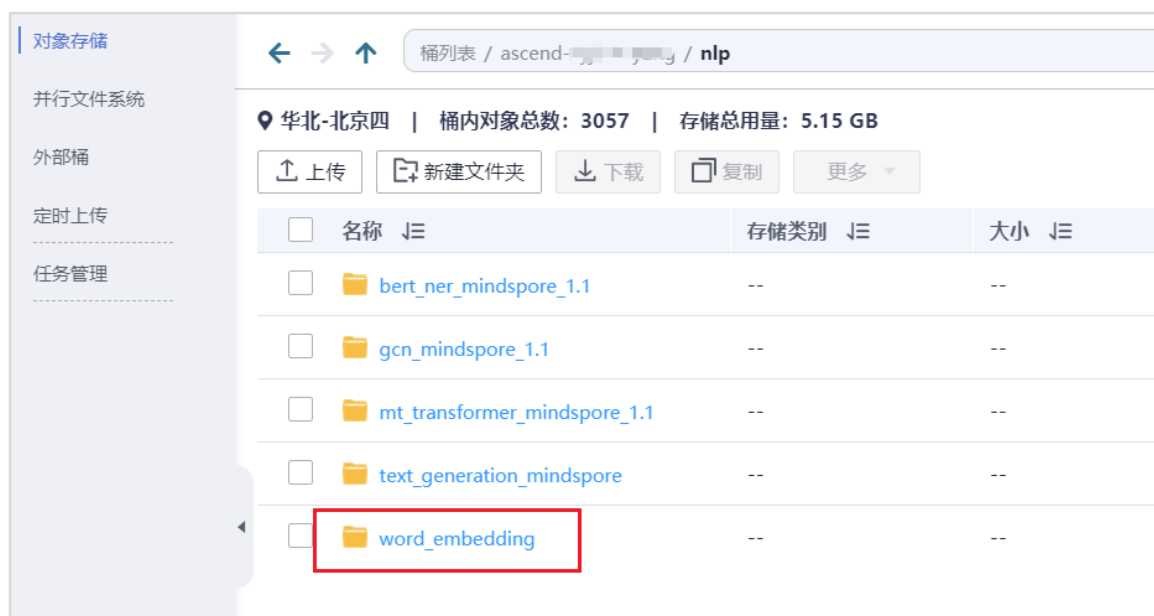 对象存储
并行文件系统
外部桶
定时上传
任务管理
桶列表 / ascend- / nlp
华北-北京四 | 桶内对象总数：3057 | 存储总用量：5.15 GB
上传 新建文件夹 下载 复制 更多
名称 存储类别 大小
bert_ner_mindspore_1.1 -- --
gcn_mindspore_1.1 -- --
mt_transformer_mindspore_1.1 -- --
text_generation_mindspore -- --
word_embedding -- --